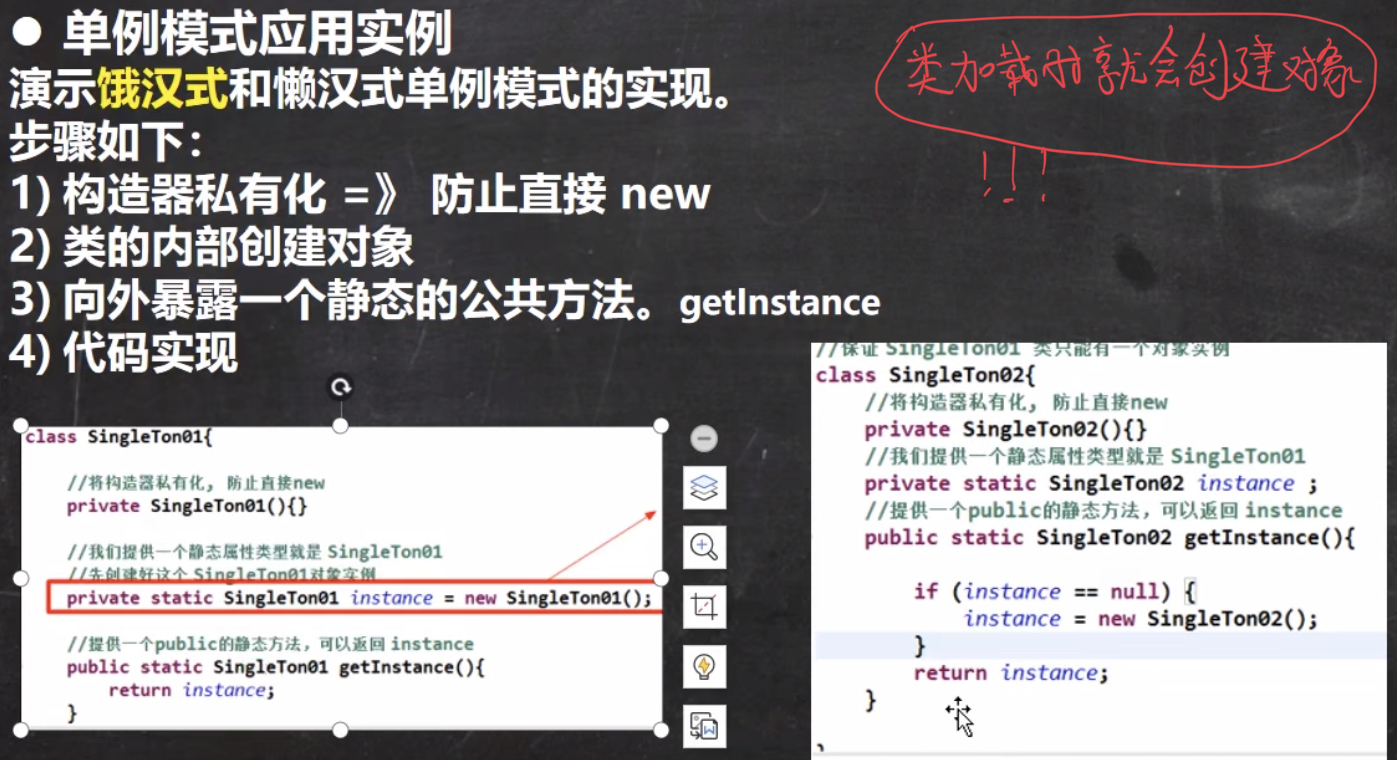 ● 单例模式应用实例
演示饿汉式和懒汉式单例模式的实现。
步骤如下：
1) 构造器私有化 =》 防止直接 new
2) 类的内部创建对象
3) 向外暴露一个静态的公共方法。getInstance
4) 代码实现
类加载时就会创建对象
!!!
class SingleTon01{
//将构造器私有化, 防止直接new
private SingleTon01(){}
//我们提供一个静态属性类型就是 SingleTon01
//先创建好这个 SingleTon01对象实例
private static SingleTon01 instance = new SingleTon01();
//提供一个public的静态方法，可以返回 instance
public static SingleTon01 getInstance(){
return instance;
}
//保证 SingleTon01 类只能有一个对象实例
class SingleTon02{
//将构造器私有化, 防止直接new
private SingleTon02(){}
//我们提供一个静态属性类型就是 SingleTon01
private static SingleTon02 instance ;
//提供一个public的静态方法，可以返回 instance
public static SingleTon02 getInstance(){
if (instance == null) {
instance = new SingleTon02();
}
return instance;
}